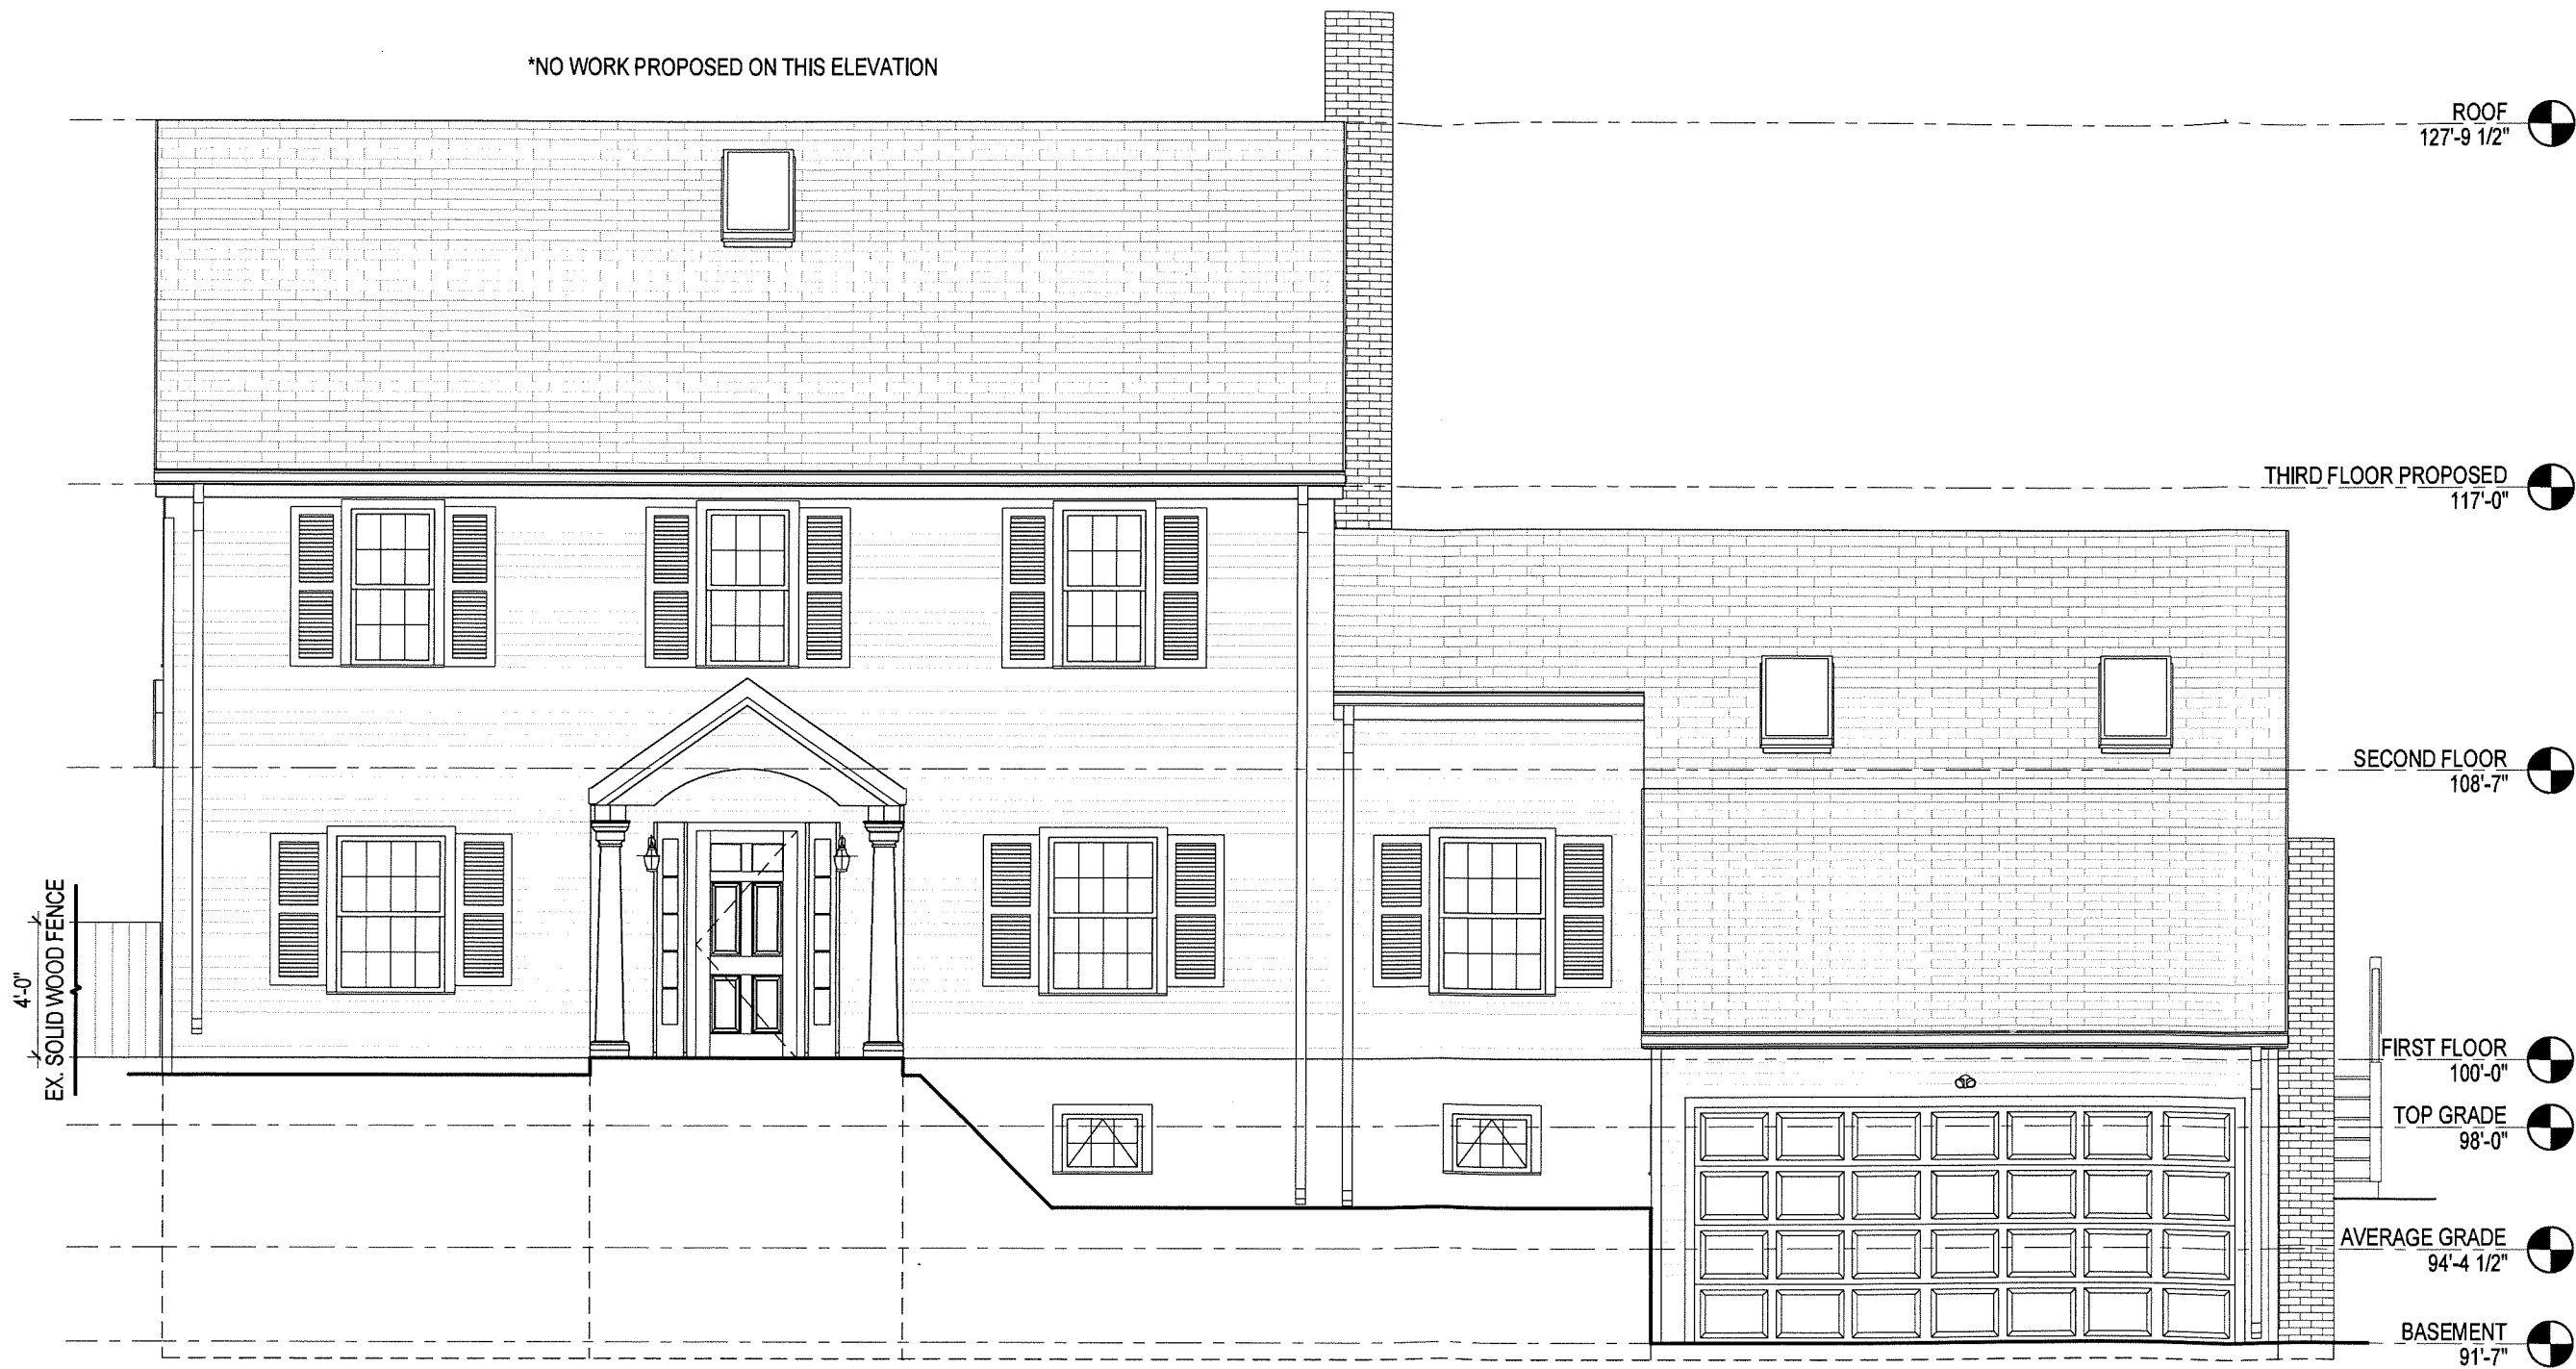 *NO WORK PROPOSED ON THIS ELEVATION
ROOF
127'-9 1/2"
THIRD FLOOR PROPOSED
117'-0"
SECOND FLOOR
108'-7"
4'-0"
EX. SOLID WOOD FENCE
FIRST FLOOR
100'-0"
TOP GRADE
98'-0"
AVERAGE GRADE
94'-4 1/2"
BASEMENT
91'-7"